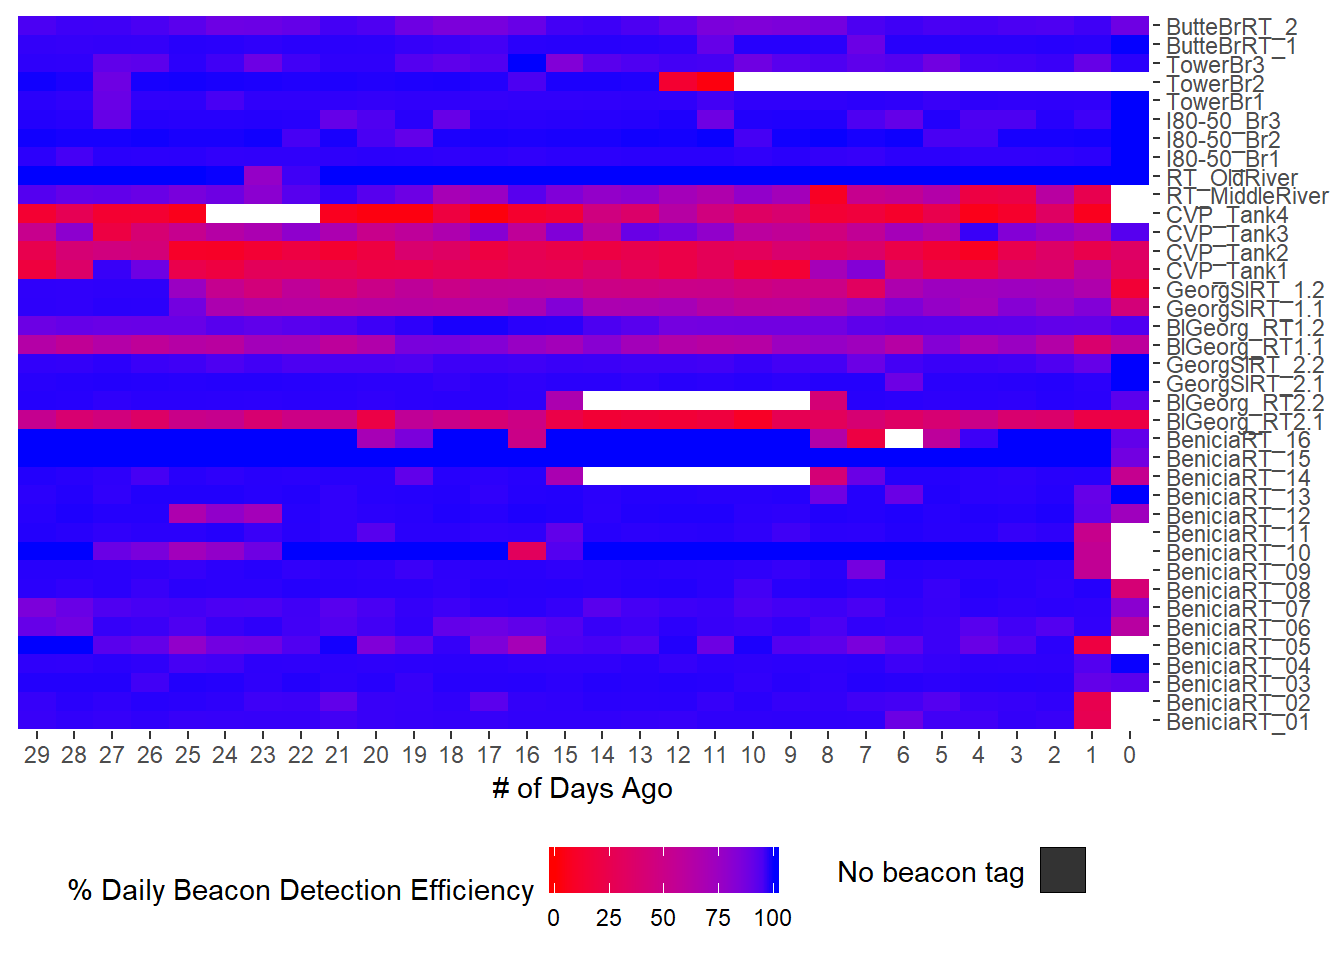 ButteBrRT_2
ButteBrRT_1
TowerBr3
TowerBr2
TowerBr1
I80-50_Br3
I80-50_Br2
I80-50_Br1
RT_OldRiver
RT_MiddleRiver
CVP_Tank4
CVP_Tank3
CVP_Tank2
CVP_Tank1
GeorgSlRT_1.2
GeorgSlRT_1.1
BlGeorg_RT1.2
BlGeorg_RT1.1
GeorgSlRT_2.2
GeorgSlRT_2.1
BlGeorg_RT2.2
BlGeorg_RT2.1
BeniciaRT_16
BeniciaRT_15
BeniciaRT_14
BeniciaRT_13
BeniciaRT_12
BeniciaRT_11
BeniciaRT_10
BeniciaRT_09
BeniciaRT_08
BeniciaRT_07
BeniciaRT_06
BeniciaRT_05
BeniciaRT_04
BeniciaRT_03
BeniciaRT_02
BeniciaRT_01
29 28 27 26 25 24 23 22 21 20 19 18 17 16 15 14 13 12 11 10 9 8 7 6 5 4 3 2 1 0
# of Days Ago
% Daily Beacon Detection Efficiency
0 25 50 75 100
No beacon tag